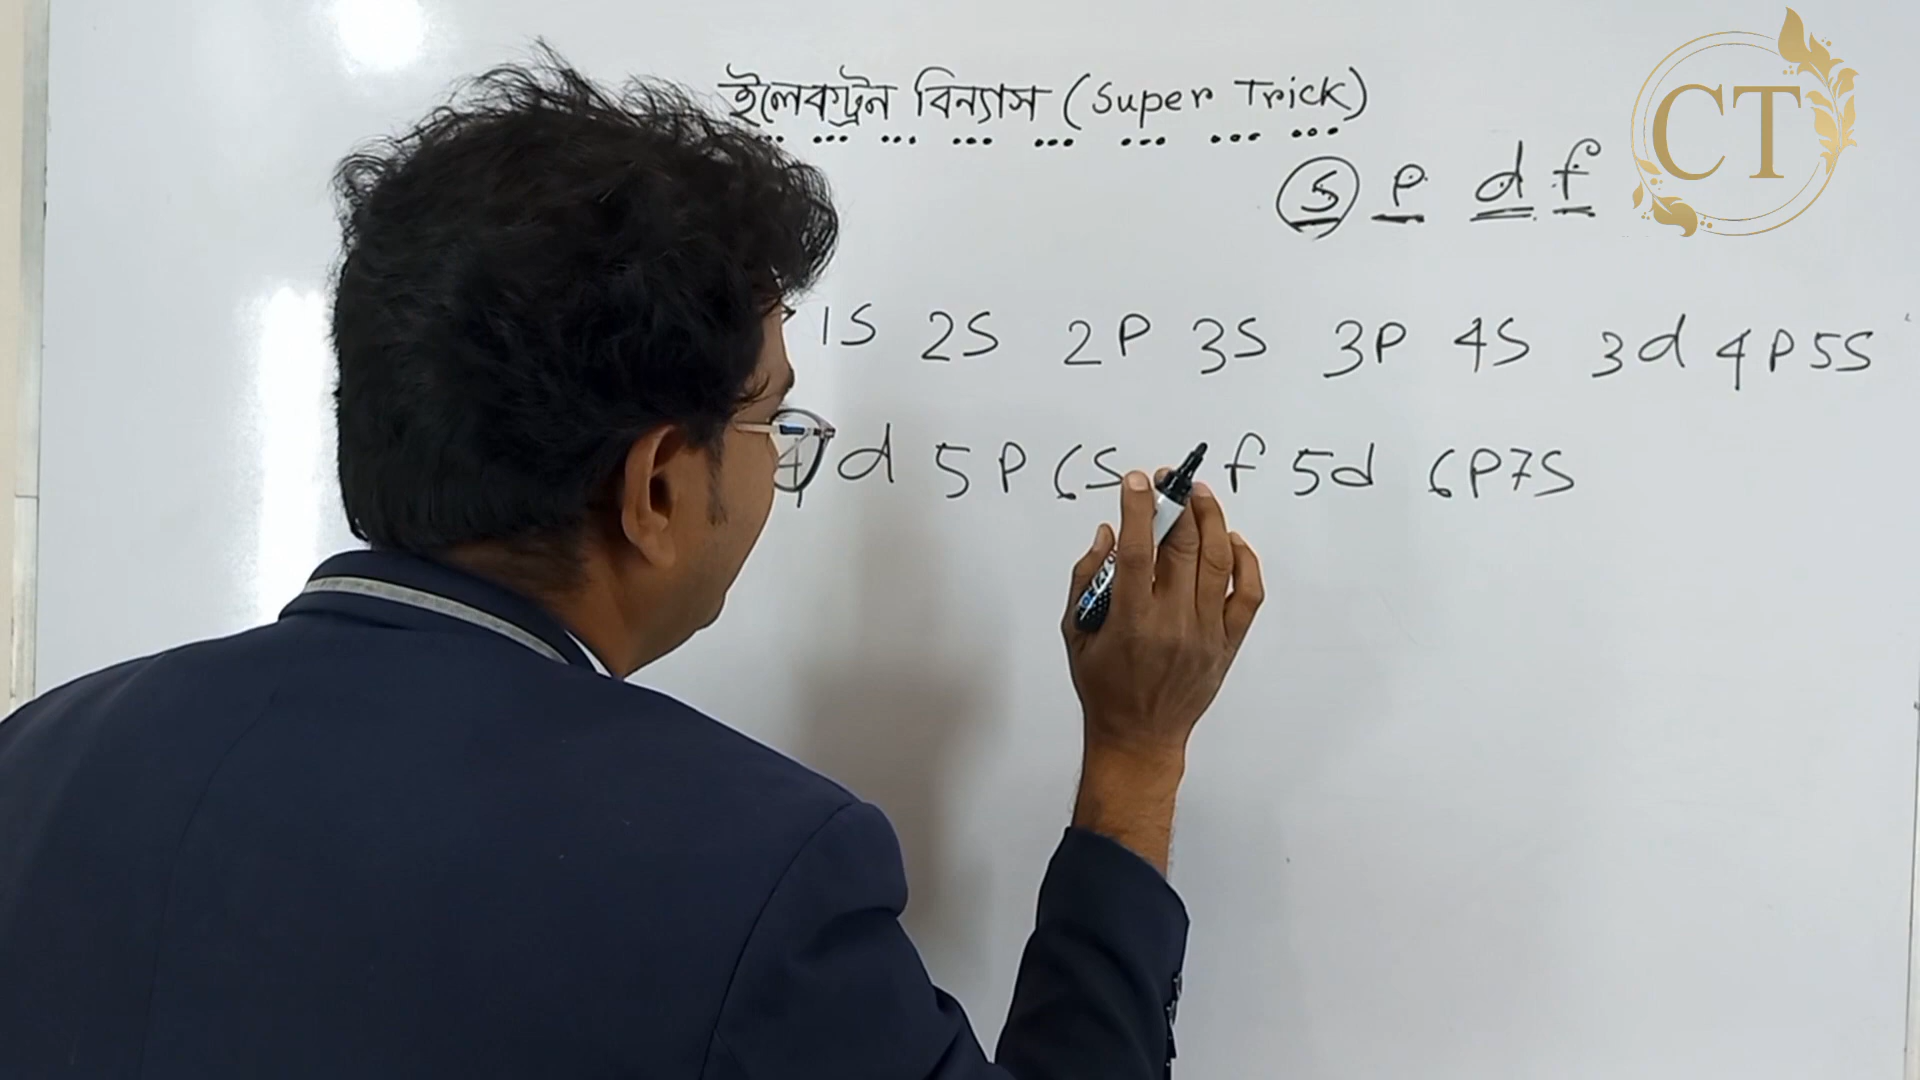 ইলেকট্রন বিন্যাস (Super Trick)
CT
s p d f
1S 2S 2P 3S 3P 4S 3d 4P 5S
4d 5P 6S f 5d 6P 7S